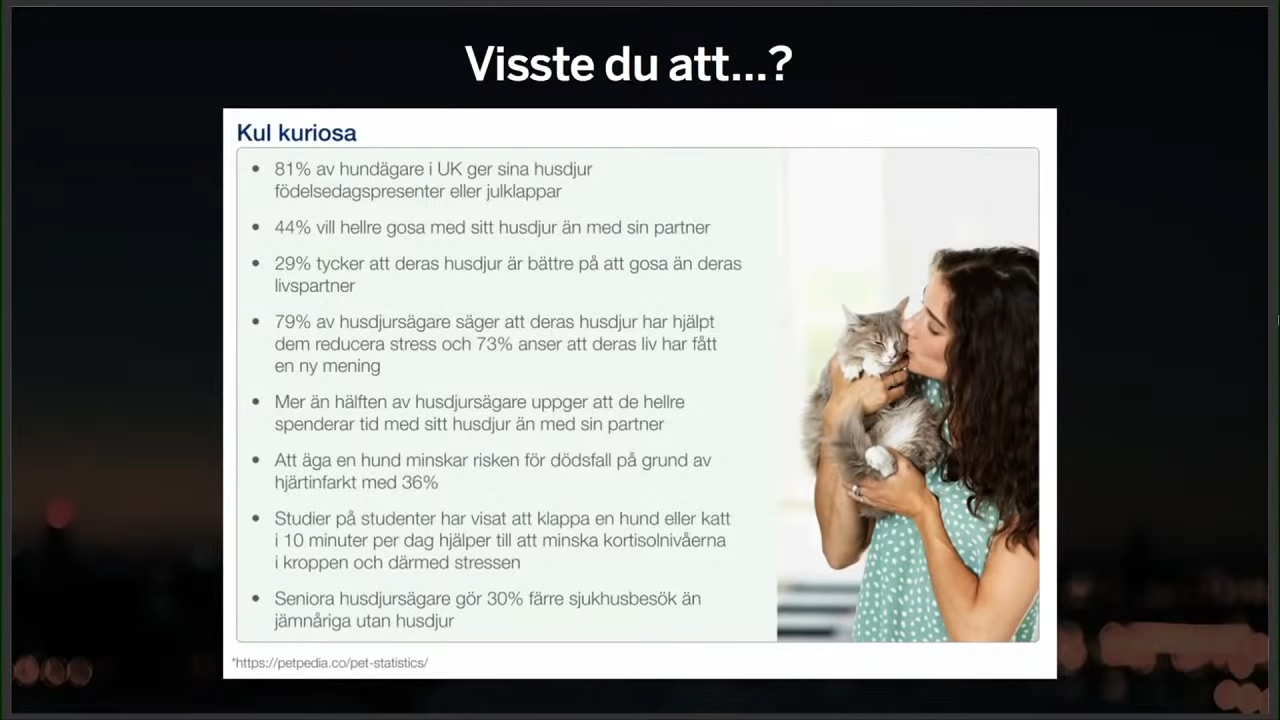 Visste du att...?
Kul kuriosa
• 81% av hundägare i UK ger sina husdjur
födelsedagspresenter eller julklappar
• 44% vill hellre gosa med sitt husdjur än med sin partner
• 29% tycker att deras husdjur är bättre på att gosa än deras
livspartner
• 79% av husdjursägare säger att deras husdjur har hjälpt
dem reducera stress och 73% anser att deras liv har fått
en ny mening
• Mer än hälften av husdjursägare uppger att de hellre
spenderar tid med sitt husdjur än med sin partner
• Att äga en hund minskar risken för dödsfall på grund av
hjärtinfarkt med 36%
• Studier på studenter har visat att klappa en hund eller katt
i 10 minuter per dag hjälper till att minska kortisolnivåerna
i kroppen och därmed stressen
• Seniora husdjursägare gör 30% färre sjukhusbesök än
jämnåriga utan husdjur
*https://petpedia.co/pet-statistics/